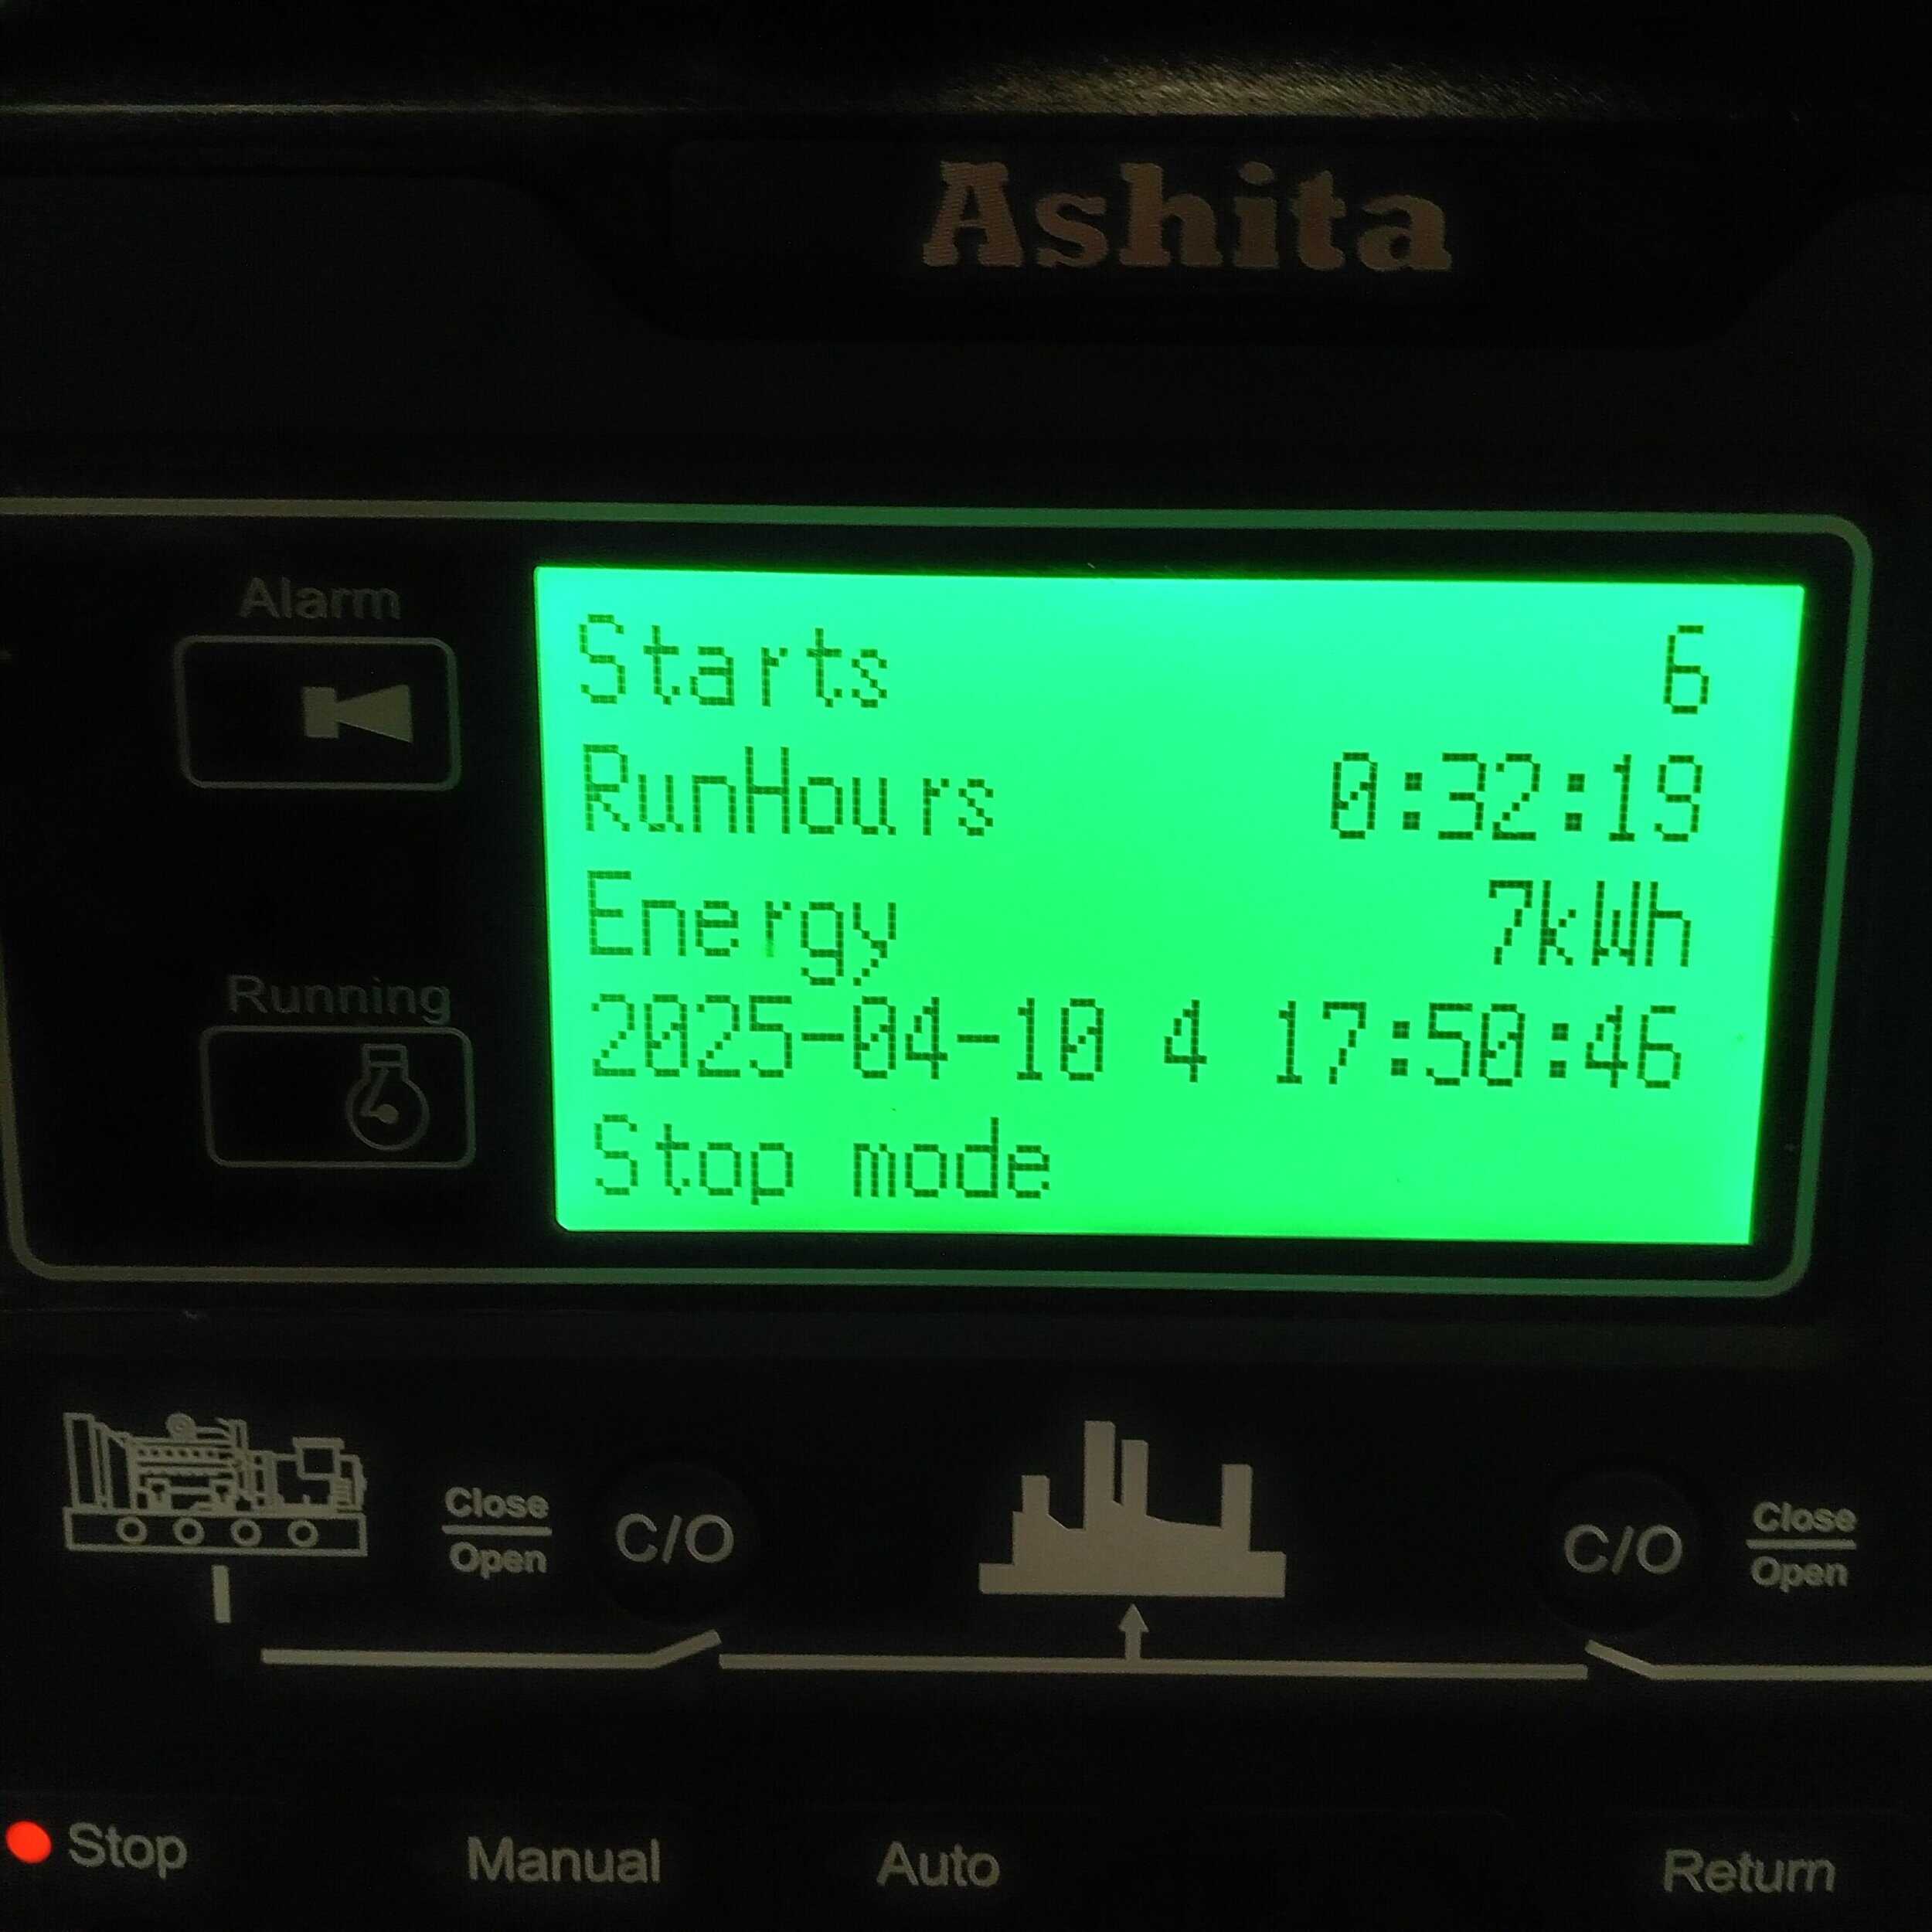 Ashita
Alarm
Starts 6
RunHours 0:32:19
Energy 7kWh
Running
2025-04-10 4 17:50:46
Stop mode
Close
Open
C/O
C/O
Close
Open
Stop
Manual
Auto
Return